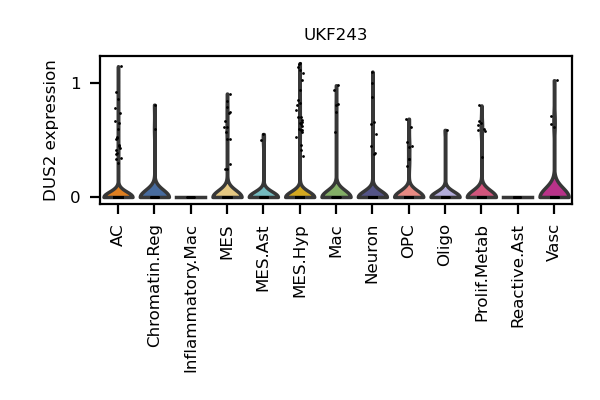 UKF243
DUS2 expression
1
0
AC
Chromatin.Reg
Inflammatory.Mac
MES
MES.Ast
MES.Hyp
Mac
Neuron
OPC
Oligo
Prolif.Metab
Reactive.Ast
Vasc